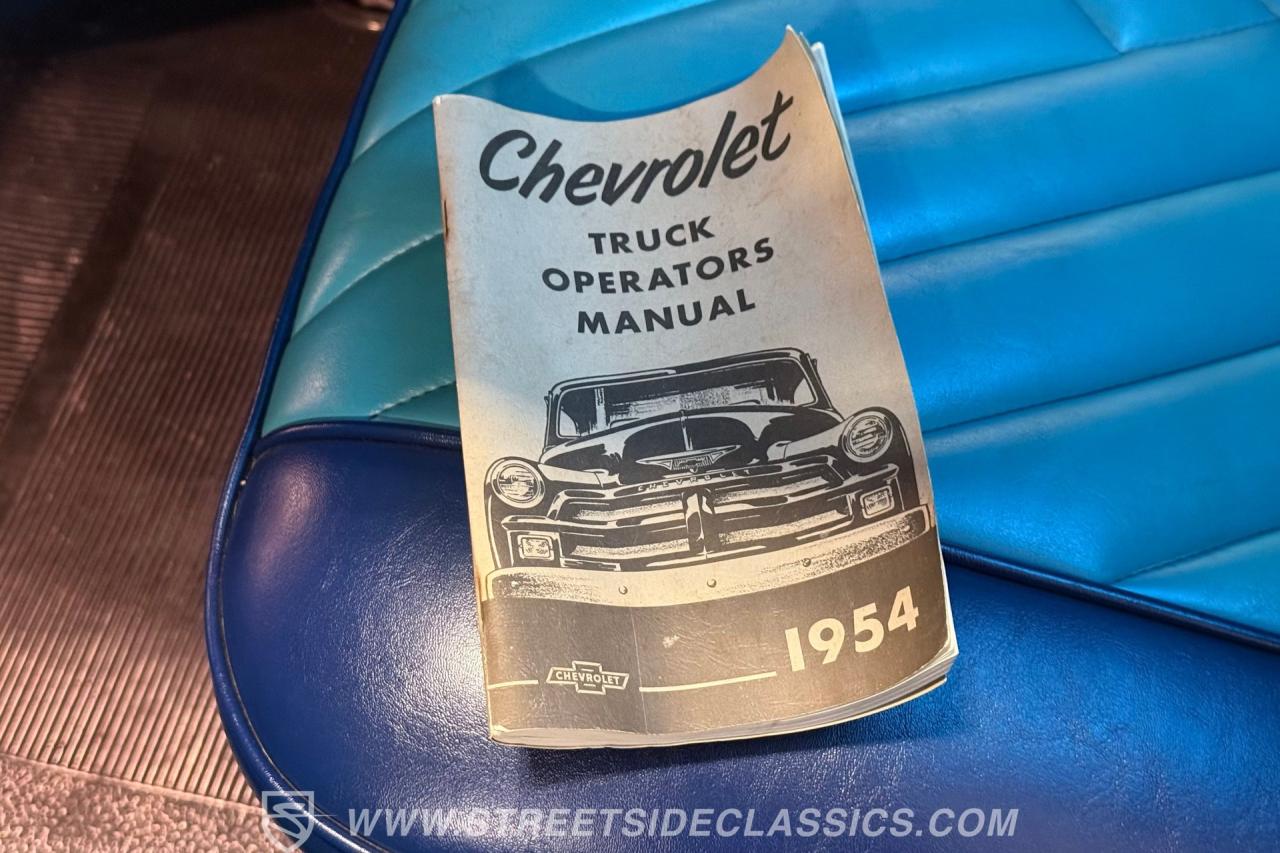 Chevrolet
TRUCK
OPERATORS
MANUAL
CHEVROLET
1954
CHEVROLET
WWW.STREETSIDECLASSICS.COM